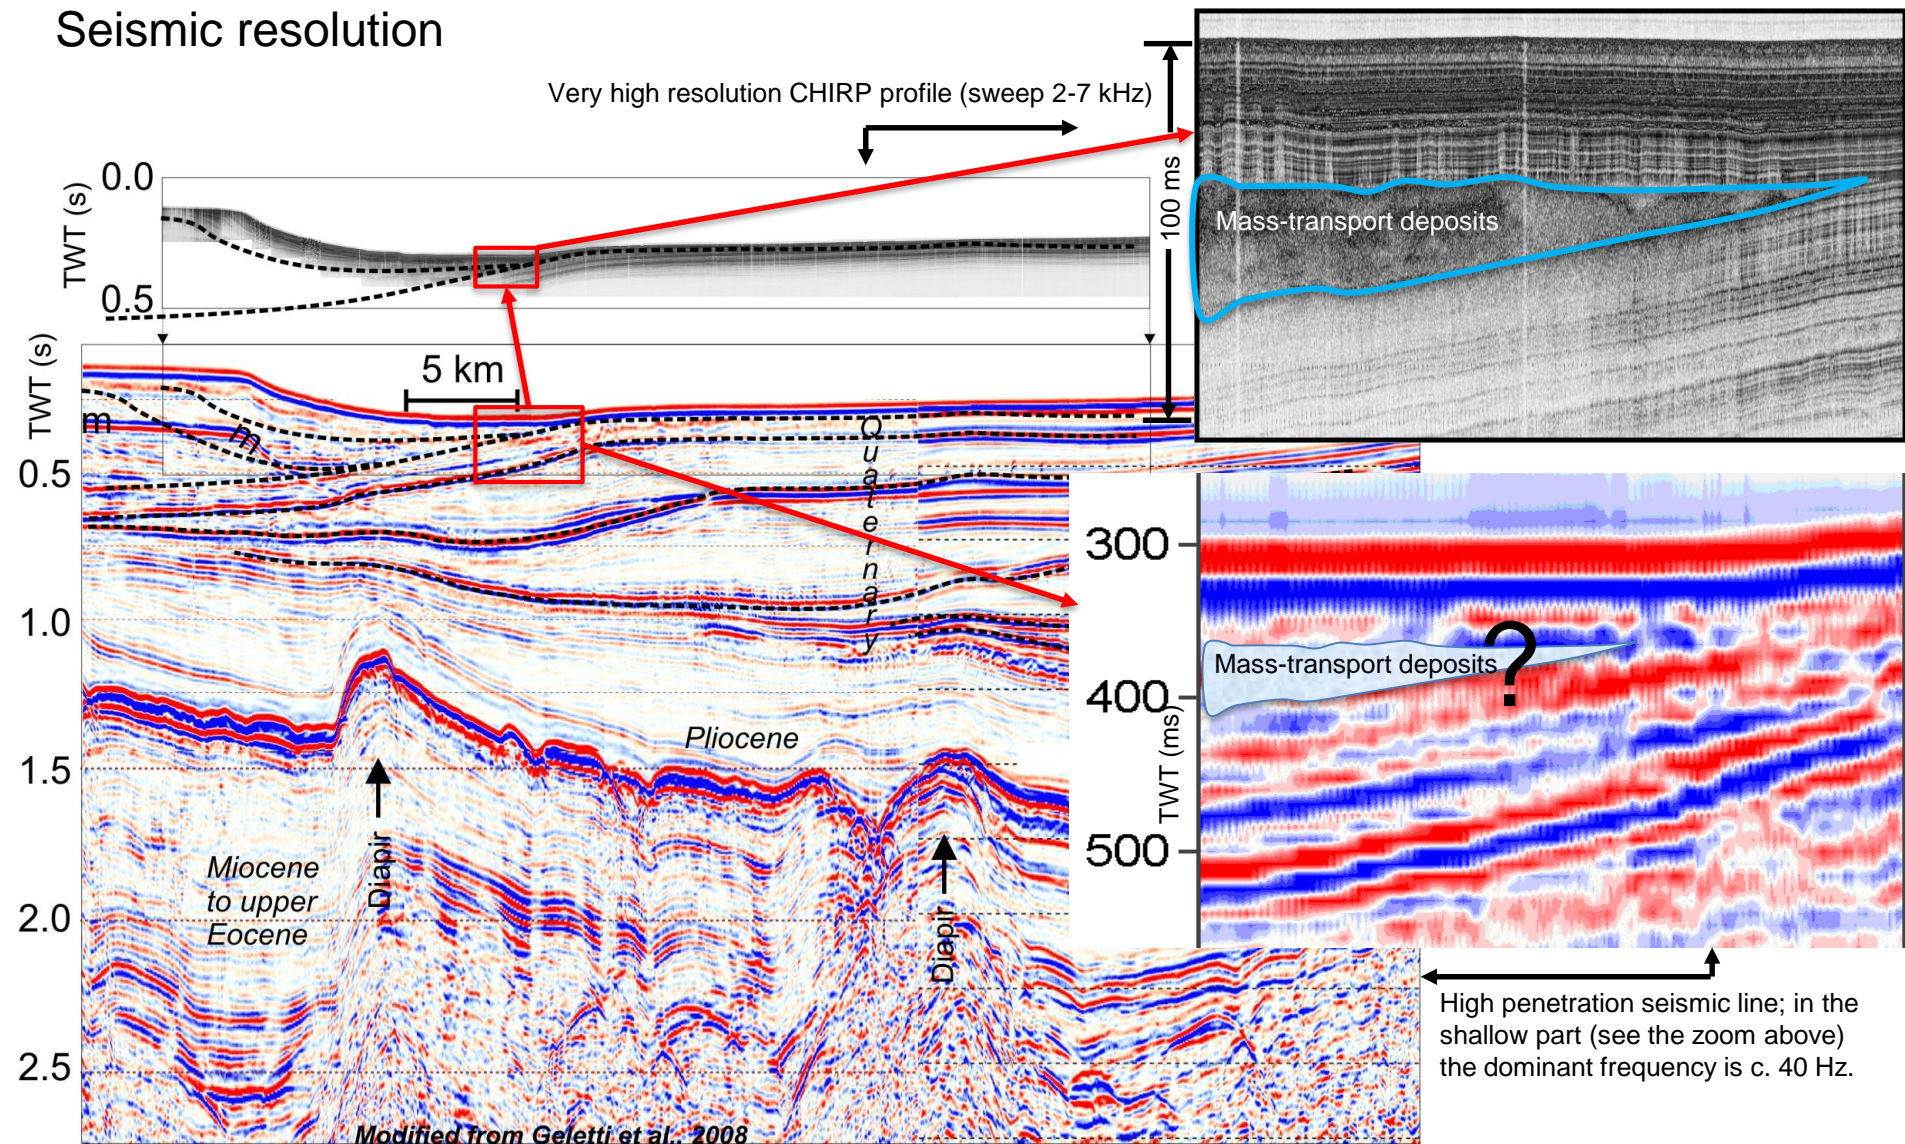 Seismic resolution
Very high resolution CHIRP profile (sweep 2-7 kHz)
TWT (s)
0.0
0.5
100 ms
Mass-transport deposits
TWT (s)
5 km
m
m
0.5
1.0
1.5
2.0
2.5
Quaternary
Pliocene
Diapir
Diapir
Miocene
to upper
Eocene
300
400
500
TWT (ms)
Mass-transport deposits
?
High penetration seismic line; in the
shallow part (see the zoom above)
the dominant frequency is c. 40 Hz.
Modified from Geletti et al., 2008